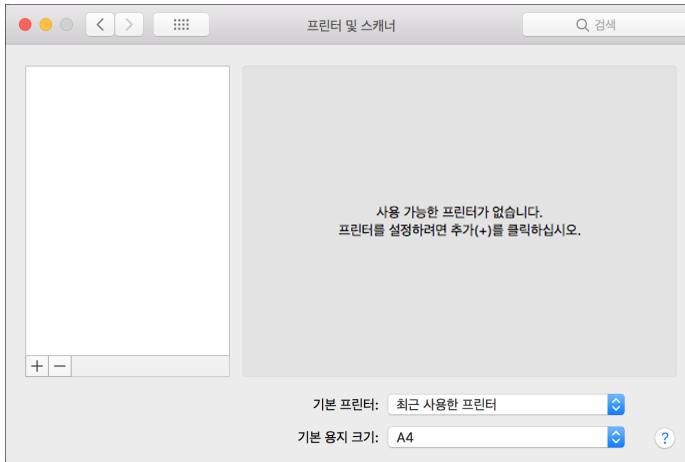 프린터 및 스캐너
검색
사용 가능한 프린터가 없습니다.
프린터를 설정하려면 추가(+)를 클릭하십시오.
+ −
기본 프린터: 최근 사용한 프린터
기본 용지 크기: A4
?